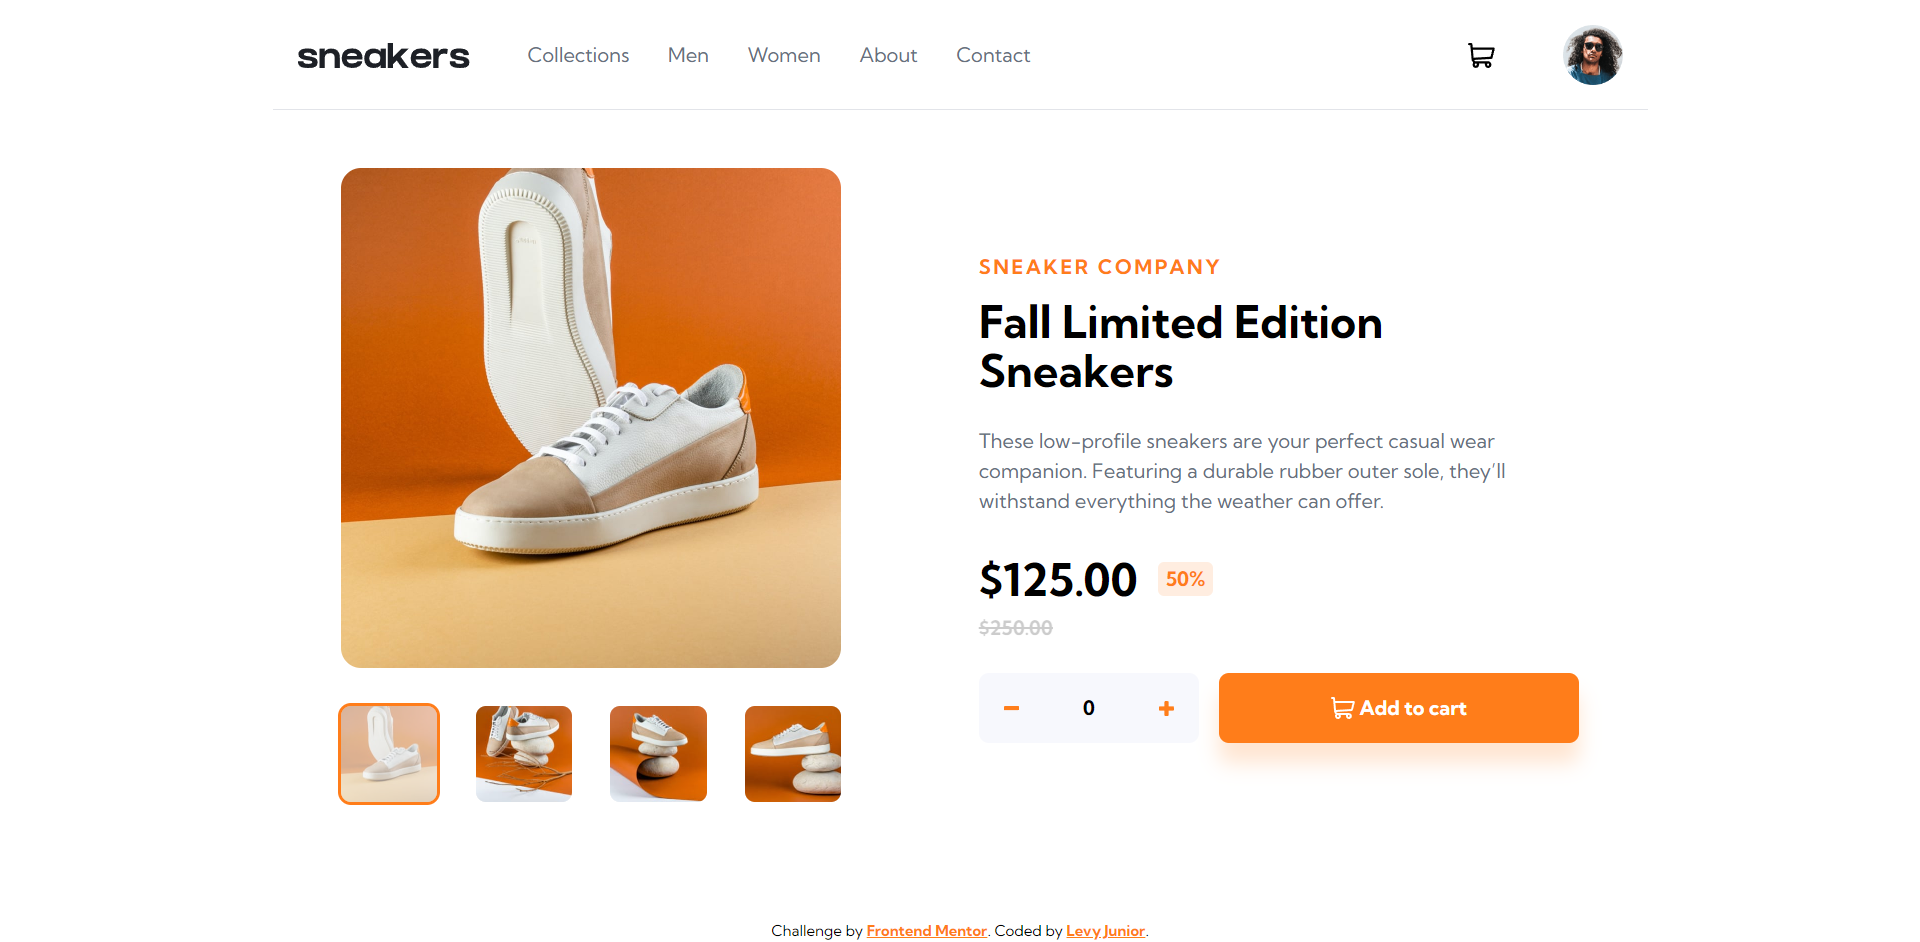 sneakers Collections Men Women About Contact
SNEAKER COMPANY
Fall Limited Edition
Sneakers
These low-profile sneakers are your perfect casual wear
companion. Featuring a durable rubber outer sole, they’ll
withstand everything the weather can offer.
$125.00 50%
$250.00
0 Add to cart
Challenge by Frontend Mentor. Coded by Levy Junior.